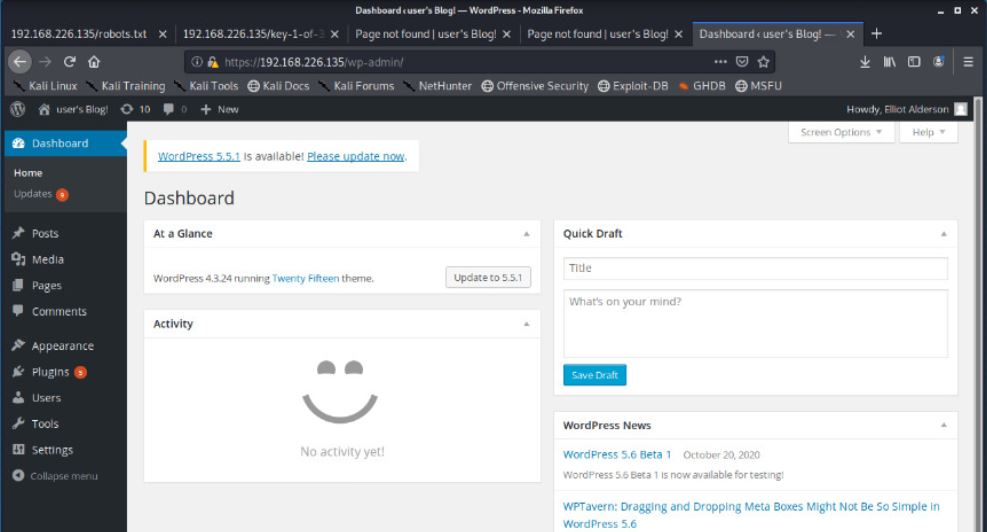 Dashboard ‹ user's Blog! — WordPress - Mozilla Firefox
192.168.226.135/robots.txt
192.168.226.135/key-1-of-3
Page not found | user's Blog!
Page not found | user's Blog!
Dashboard ‹ user's Blog! —
https://192.168.226.135/wp-admin/
Kali Linux
Kali Training
Kali Tools
Kali Docs
Kali Forums
NetHunter
Offensive Security
Exploit-DB
GHDB
MSFU
user's Blog!
10
0
New
Howdy, Elliot Alderson
Screen Options
Help
Dashboard
Home
Updates 9
Posts
Media
Pages
Comments
Appearance
Plugins 5
Users
Tools
Settings
Collapse menu
WordPress 5.5.1 is available! Please update now.
Dashboard
At a Glance
WordPress 4.3.24 running Twenty Fifteen theme.
Update to 5.5.1
Activity
No activity yet!
Quick Draft
Title
What's on your mind?
Save Draft
WordPress News
WordPress 5.6 Beta 1
October 20, 2020
WordPress 5.6 Beta 1 is now available for testing!
WPTavern: Dragging and Dropping Meta Boxes Might Not Be So Simple in
WordPress 5.6